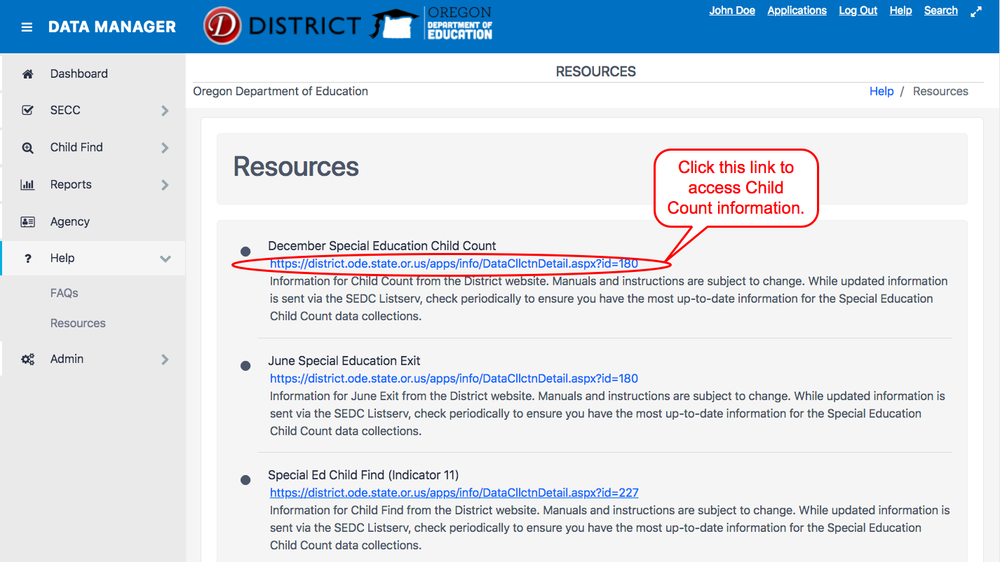 DATA MANAGER
D DISTRICT
OREGON
DEPARTMENT OF
EDUCATION
John Doe Applications Log Out Help Search
Dashboard
SECC
Child Find
Reports
Agency
? Help
FAQs
Resources
Admin
RESOURCES
Oregon Department of Education
Help / Resources
Resources
Click this link to
access Child
Count information.
December Special Education Child Count
https://district.ode.state.or.us/apps/info/DataCllctnDetail.aspx?id=180
Information for Child Count from the District website. Manuals and instructions are subject to change. While updated information
is sent via the SEDC Listserv, check periodically to ensure you have the most up-to-date information for the Special Education
Child Count data collections.
June Special Education Exit
https://district.ode.state.or.us/apps/info/DataCllctnDetail.aspx?id=180
Information for June Exit from the District website. Manuals and instructions are subject to change. While updated information is
sent via the SEDC Listserv, check periodically to ensure you have the most up-to-date information for the Special Education
Child Count data collections.
Special Ed Child Find (Indicator 11)
https://district.ode.state.or.us/apps/info/DataCllctnDetail.aspx?id=227
Information for Child Find from the District website. Manuals and instructions are subject to change. While updated information is
sent via the SEDC Listserv, check periodically to ensure you have the most up-to-date information for the Special Education
Child Count data collections.